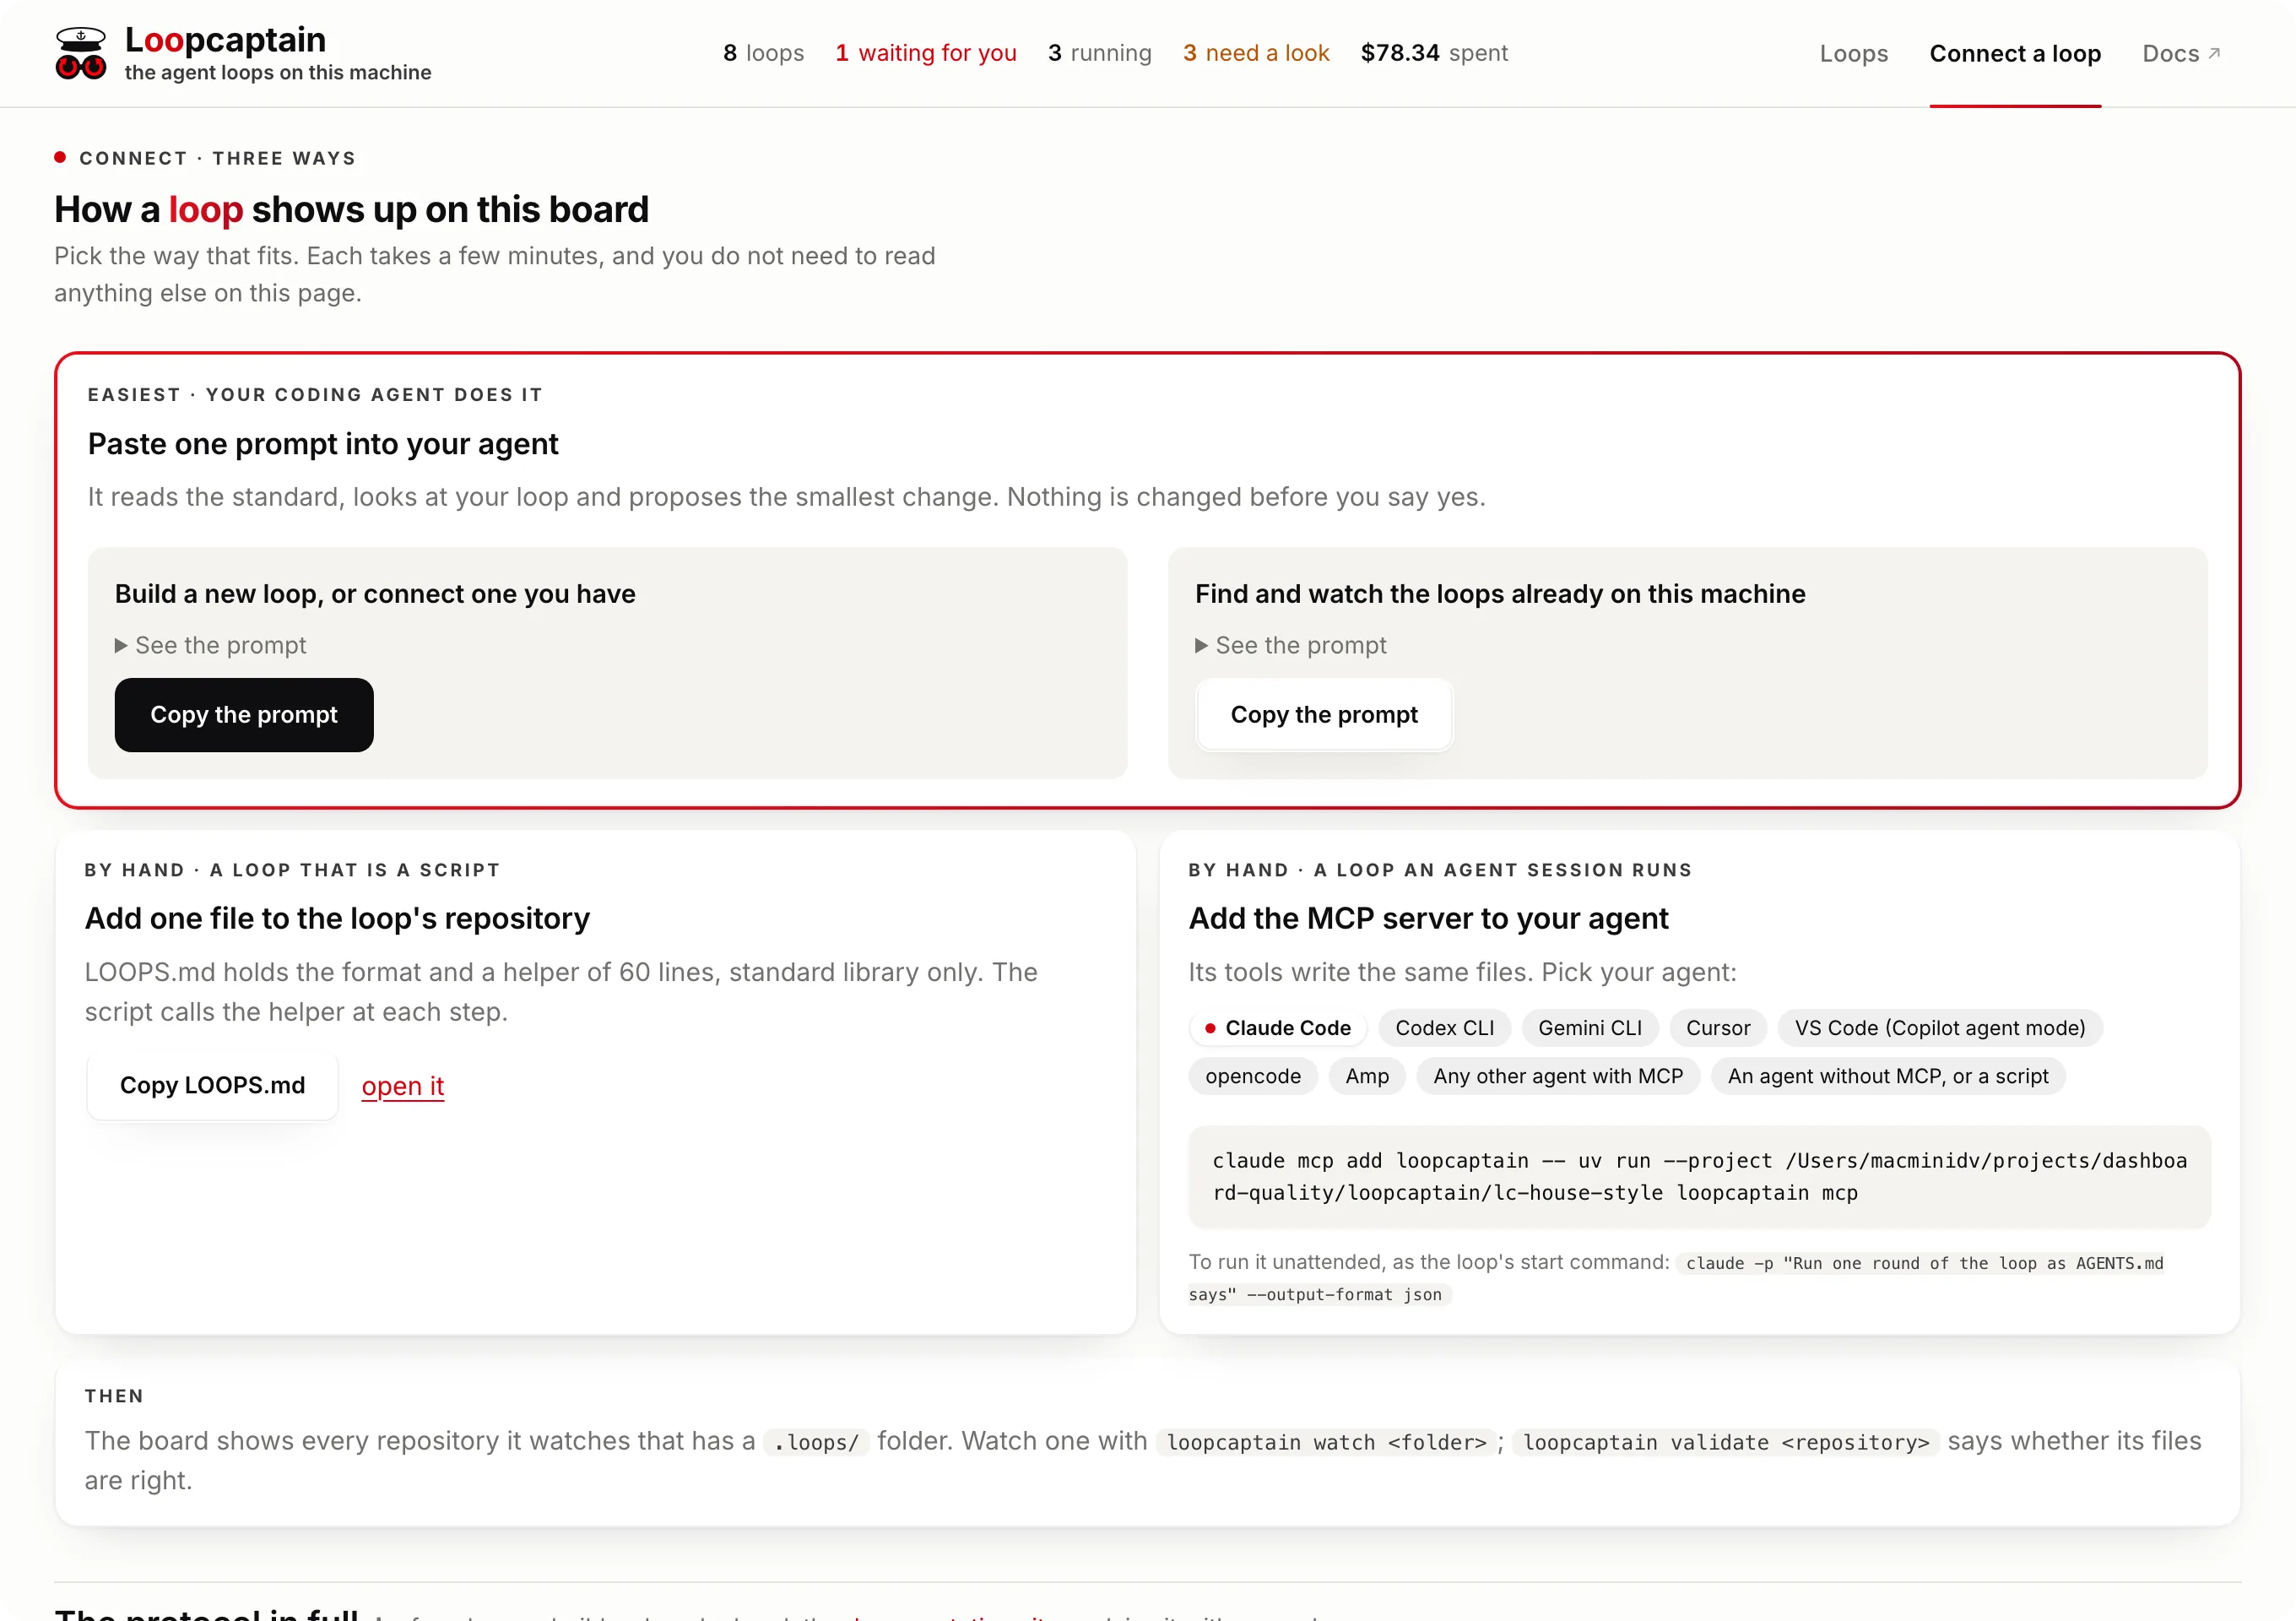 Loopcaptain
the agent loops on this machine
8 loops 1 waiting for you 3 running 3 need a look $78.34 spent
Loops Connect a loop Docs ↗
CONNECT · THREE WAYS
How a loop shows up on this board
Pick the way that fits. Each takes a few minutes, and you do not need to read
anything else on this page.
EASIEST · YOUR CODING AGENT DOES IT
Paste one prompt into your agent
It reads the standard, looks at your loop and proposes the smallest change. Nothing is changed before you say yes.
Build a new loop, or connect one you have
▶ See the prompt
Copy the prompt
Find and watch the loops already on this machine
▶ See the prompt
Copy the prompt
BY HAND · A LOOP THAT IS A SCRIPT
Add one file to the loop's repository
LOOPS.md holds the format and a helper of 60 lines, standard library only. The
script calls the helper at each step.
Copy LOOPS.md open it
BY HAND · A LOOP AN AGENT SESSION RUNS
Add the MCP server to your agent
Its tools write the same files. Pick your agent:
Claude Code Codex CLI Gemini CLI Cursor VS Code (Copilot agent mode)
opencode Amp Any other agent with MCP An agent without MCP, or a script
claude mcp add loopcaptain -- uv run --project /Users/macminidv/projects/dashboa
rd-quality/loopcaptain/lc-house-style loopcaptain mcp
To run it unattended, as the loop's start command: claude -p "Run one round of the loop as AGENTS.md
says" --output-format json
THEN
The board shows every repository it watches that has a .loops/ folder. Watch one with loopcaptain watch <folder>; loopcaptain validate <repository> says whether its files
are right.
The protocol in full